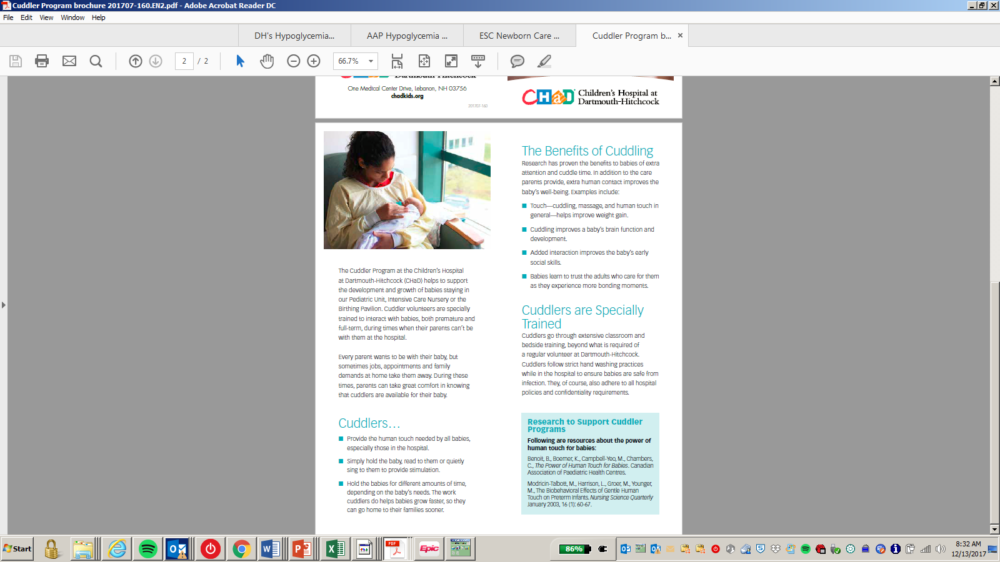 Cuddler Program brochure 201707-160.EN2.pdf - Adobe Acrobat Reader DC
File Edit View Window Help
DH's Hypoglycemia... AAP Hypoglycemia ... ESC Newborn Care ... Cuddler Program b...
2 / 2 66.7%
Dartmouth-Hitchcock
One Medical Center Drive, Lebanon, NH 03756
chadkids.org
201707-160
CHaD Children's Hospital at
Dartmouth-Hitchcock
The Cuddler Program at the Children's Hospital
at Dartmouth-Hitchcock (CHaD) helps to support
the development and growth of babies staying in
our Pediatric Unit, Intensive Care Nursery or the
Birthing Pavilion. Cuddler volunteers are specially
trained to interact with babies, both premature and
full-term, during times when their parents can't be
with them at the hospital.
Every parent wants to be with their baby, but
sometimes jobs, appointments and family
demands at home take them away. During these
times, parents can take great comfort in knowing
that cuddlers are available for their baby.
Cuddlers...
Provide the human touch needed by all babies,
especially those in the hospital.
Simply hold the baby, read to them or quietly
sing to them to provide stimulation.
Hold the babies for different amounts of time,
depending on the baby's needs. The work
cuddlers do helps babies grow faster, so they
can go home to their families sooner.
The Benefits of Cuddling
Research has proven the benefits to babies of extra
attention and cuddle time. In addition to the care
parents provide, extra human contact improves the
baby's well-being. Examples include:
Touch—cuddling, massage, and human touch in
general—helps improve weight gain.
Cuddling improves a baby's brain function and
development.
Added interaction improves the baby's early
social skills.
Babies learn to trust the adults who care for them
as they experience more bonding moments.
Cuddlers are Specially
Trained
Cuddlers go through extensive classroom and
bedside training, beyond what is required of
a regular volunteer at Dartmouth-Hitchcock.
Cuddlers follow strict hand washing practices
while in the hospital to ensure babies are safe from
infection. They, of course, also adhere to all hospital
policies and confidentiality requirements.
Research to Support Cuddler
Programs
Following are resources about the power of
human touch for babies:
Benoit, B., Boerner, K., Campbell-Yeo, M., Chambers,
C., The Power of Human Touch for Babies. Canadian
Association of Paediatric Health Centres.
Modricin-Talbott, M., Harrison, L., Groer, M., Younger,
M., The Biobehavioral Effects of Gentle Human
Touch on Preterm Infants. Nursing Science Quarterly
January 2003, 16 (1): 60-67.
Start PDF Epic 86% 8:32 AM
12/13/2017